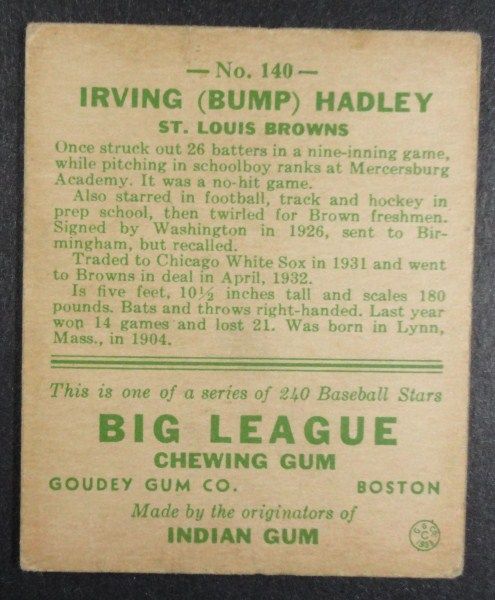 — No. 140 —
IRVING (BUMP) HADLEY
ST. LOUIS BROWNS
Once struck out 26 batters in a nine-inning game,
while pitching in schoolboy ranks at Mercersburg
Academy. It was a no-hit game.
Also starred in football, track and hockey in
prep school, then twirled for Brown freshmen.
Signed by Washington in 1926, sent to Bir-
mingham, but recalled.
Traded to Chicago White Sox in 1931 and went
to Browns in deal in April, 1932.
Is five feet, 10½ inches tall and scales 180
pounds. Bats and throws right-handed. Last year
won 14 games and lost 21. Was born in Lynn,
Mass., in 1904.
This is one of a series of 240 Baseball Stars
BIG LEAGUE
CHEWING GUM
GOUDEY GUM CO. BOSTON
Made by the originators of
INDIAN GUM
C
1933